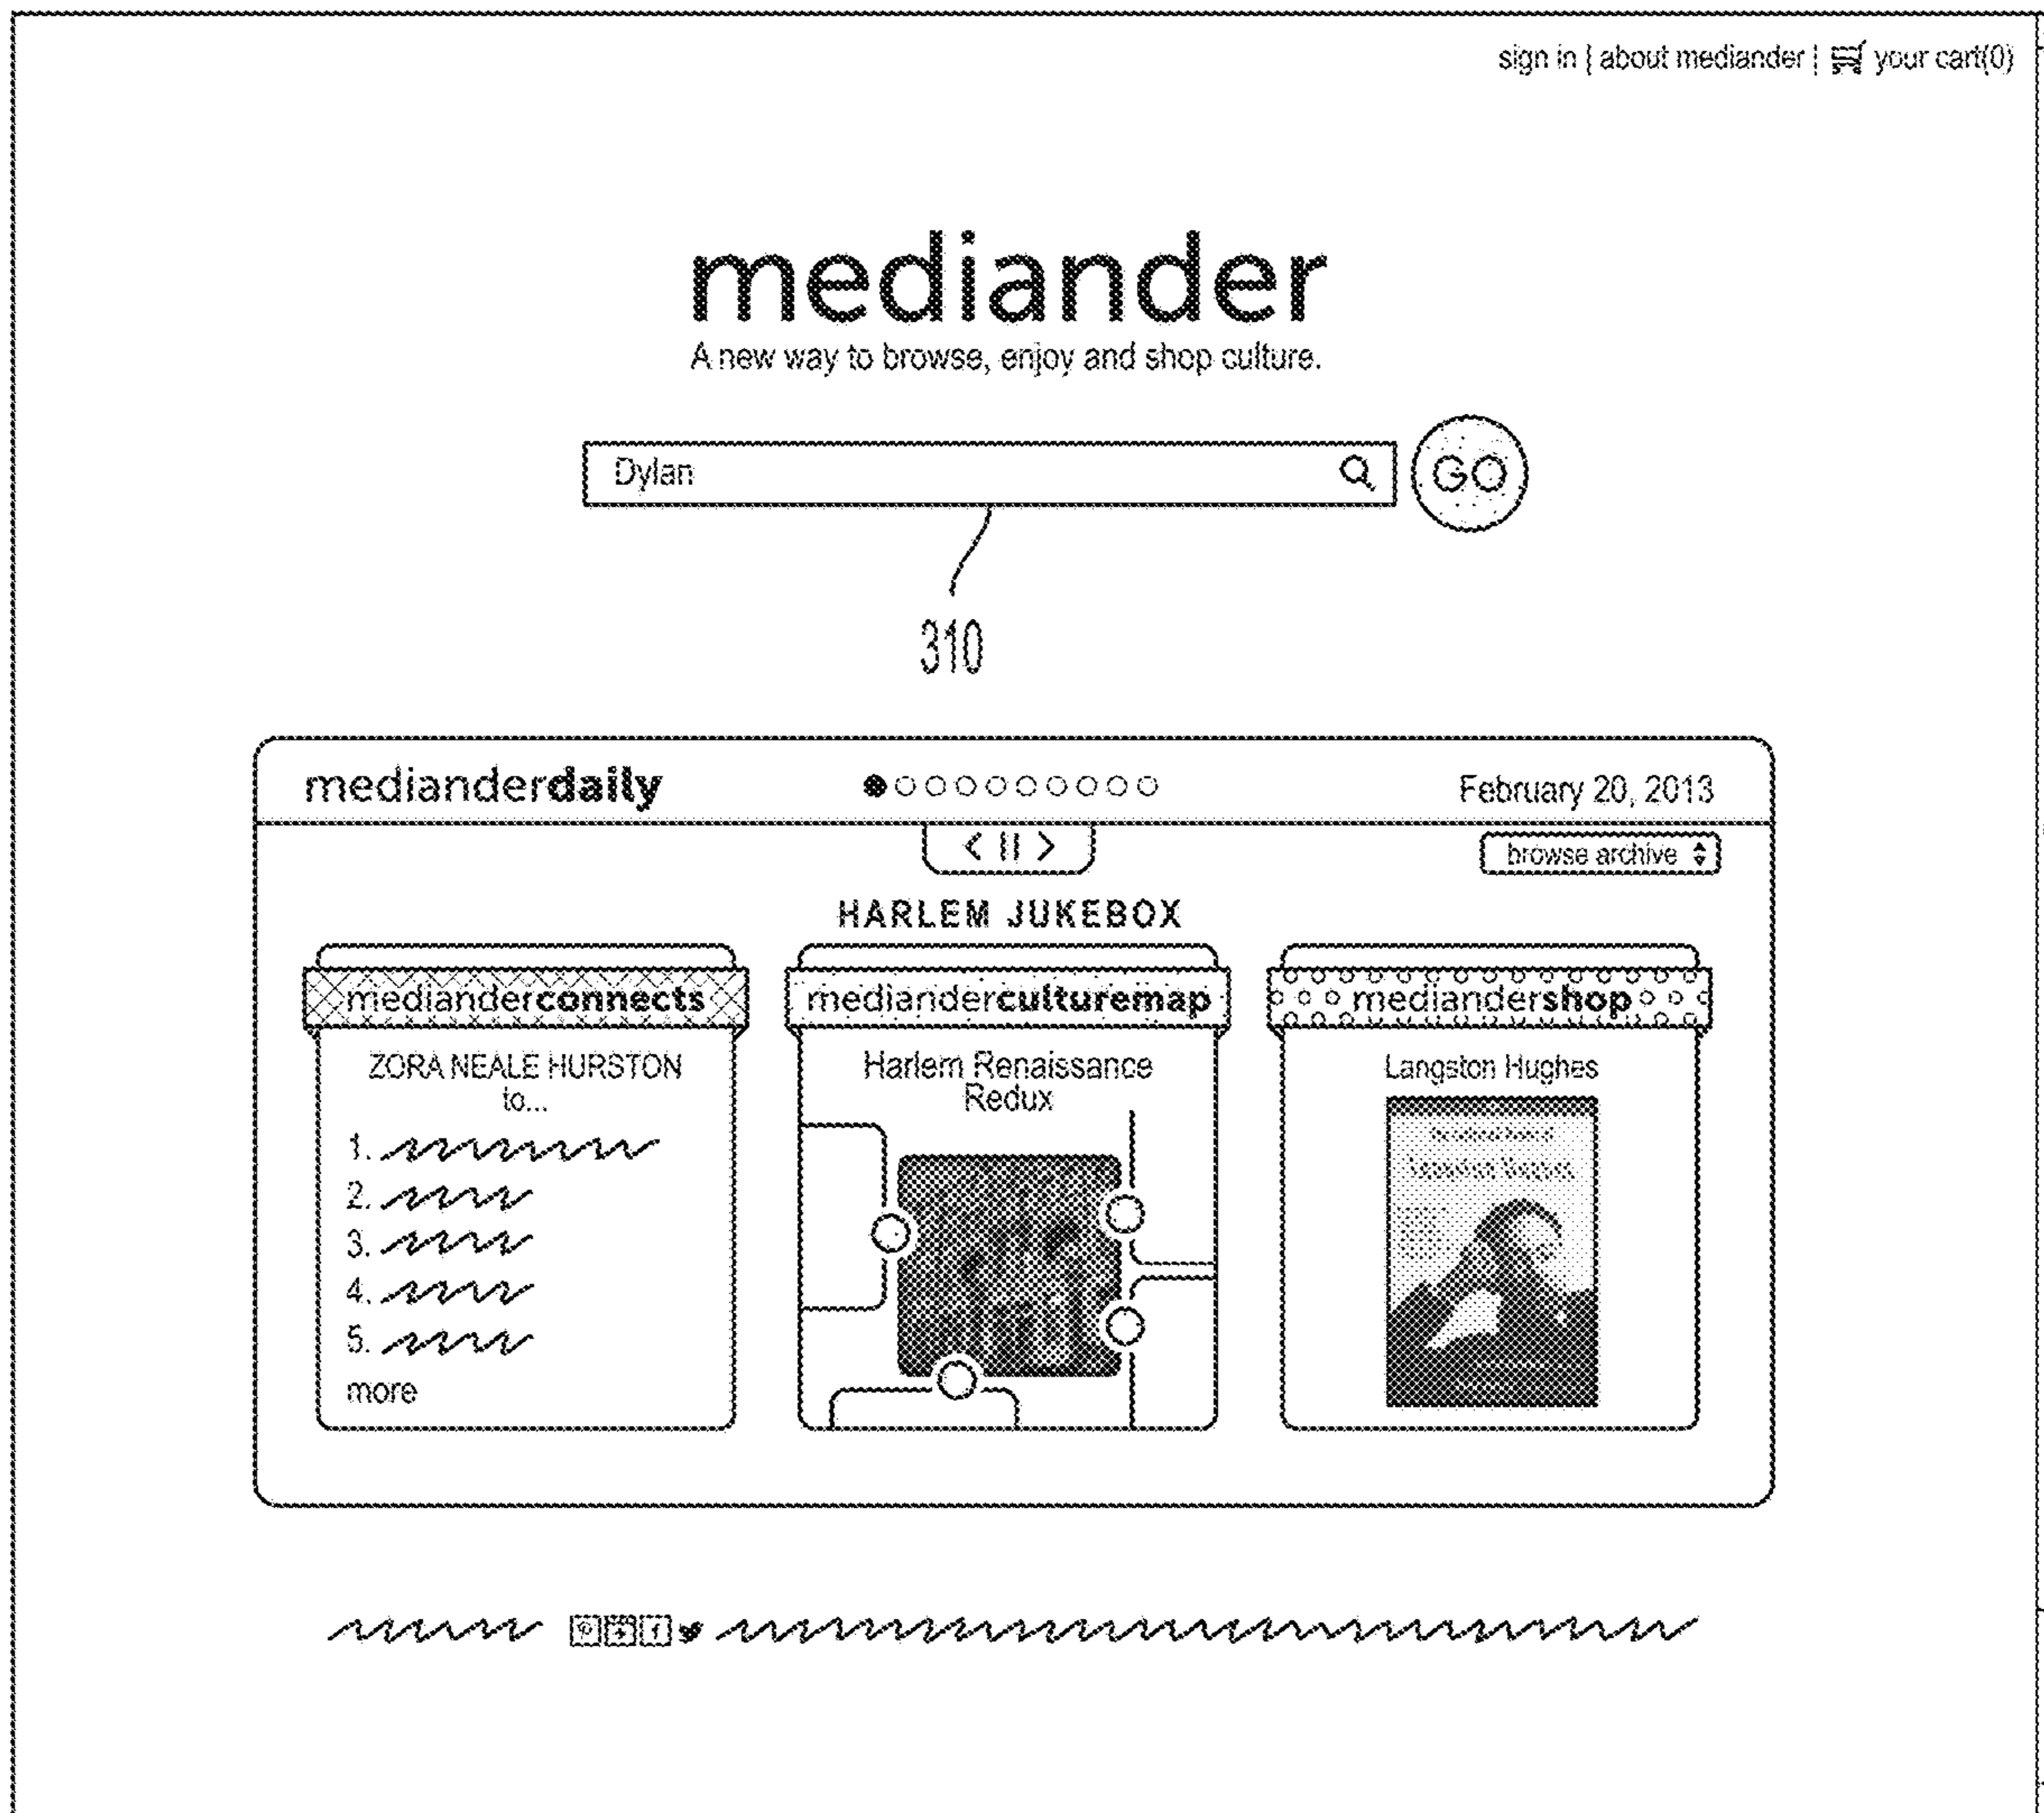 sign in | about mediander | your cart(0)
mediander
A new way to browse, enjoy and shop culture.
Dylan
GO
310
medianderdaily
February 20, 2013
< || >
browse archive
HARLEM JUKEBOX
medianderconnects
ZORA NEALE HURSTON
to...
1.
2.
3.
4.
5.
more
medianderculturemap
Harlem Renaissance
Redux
mediandershop
Langston Hughes